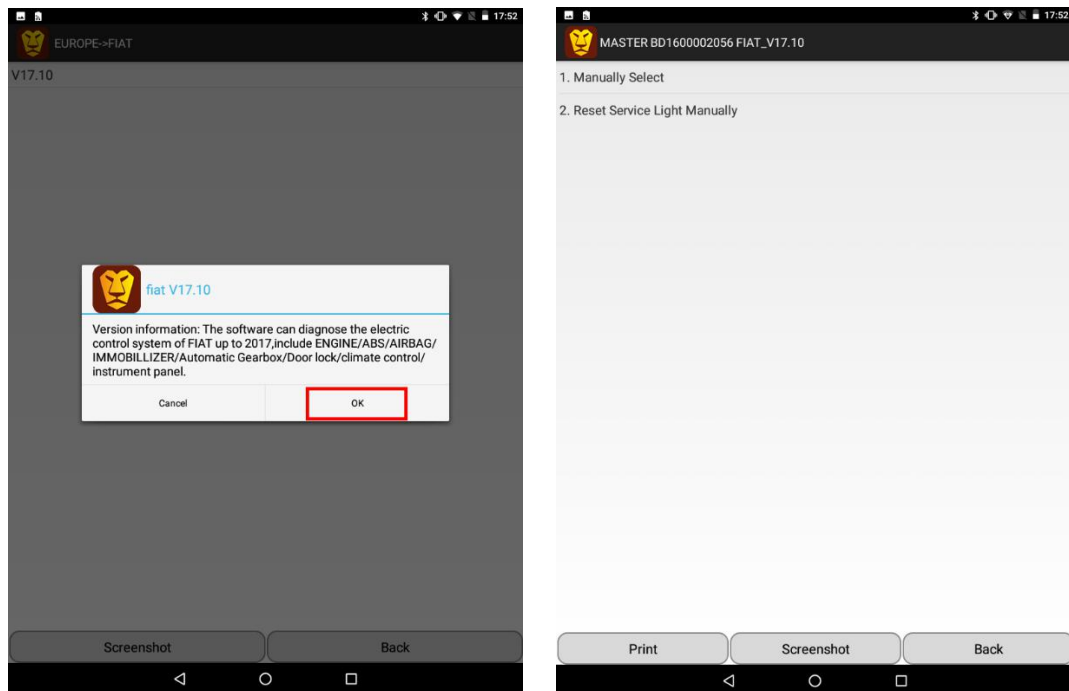 17:52
EUROPE->FIAT
V17.10
fiat V17.10
Version information: The software can diagnose the electric
control system of FIAT up to 2017,include ENGINE/ABS/AIRBAG/
IMMOBILLIZER/Automatic Gearbox/Door lock/climate control/
instrument panel.
Cancel
OK
Screenshot
Back
17:52
MASTER BD1600002056 FIAT_V17.10
1. Manually Select
2. Reset Service Light Manually
Print
Screenshot
Back